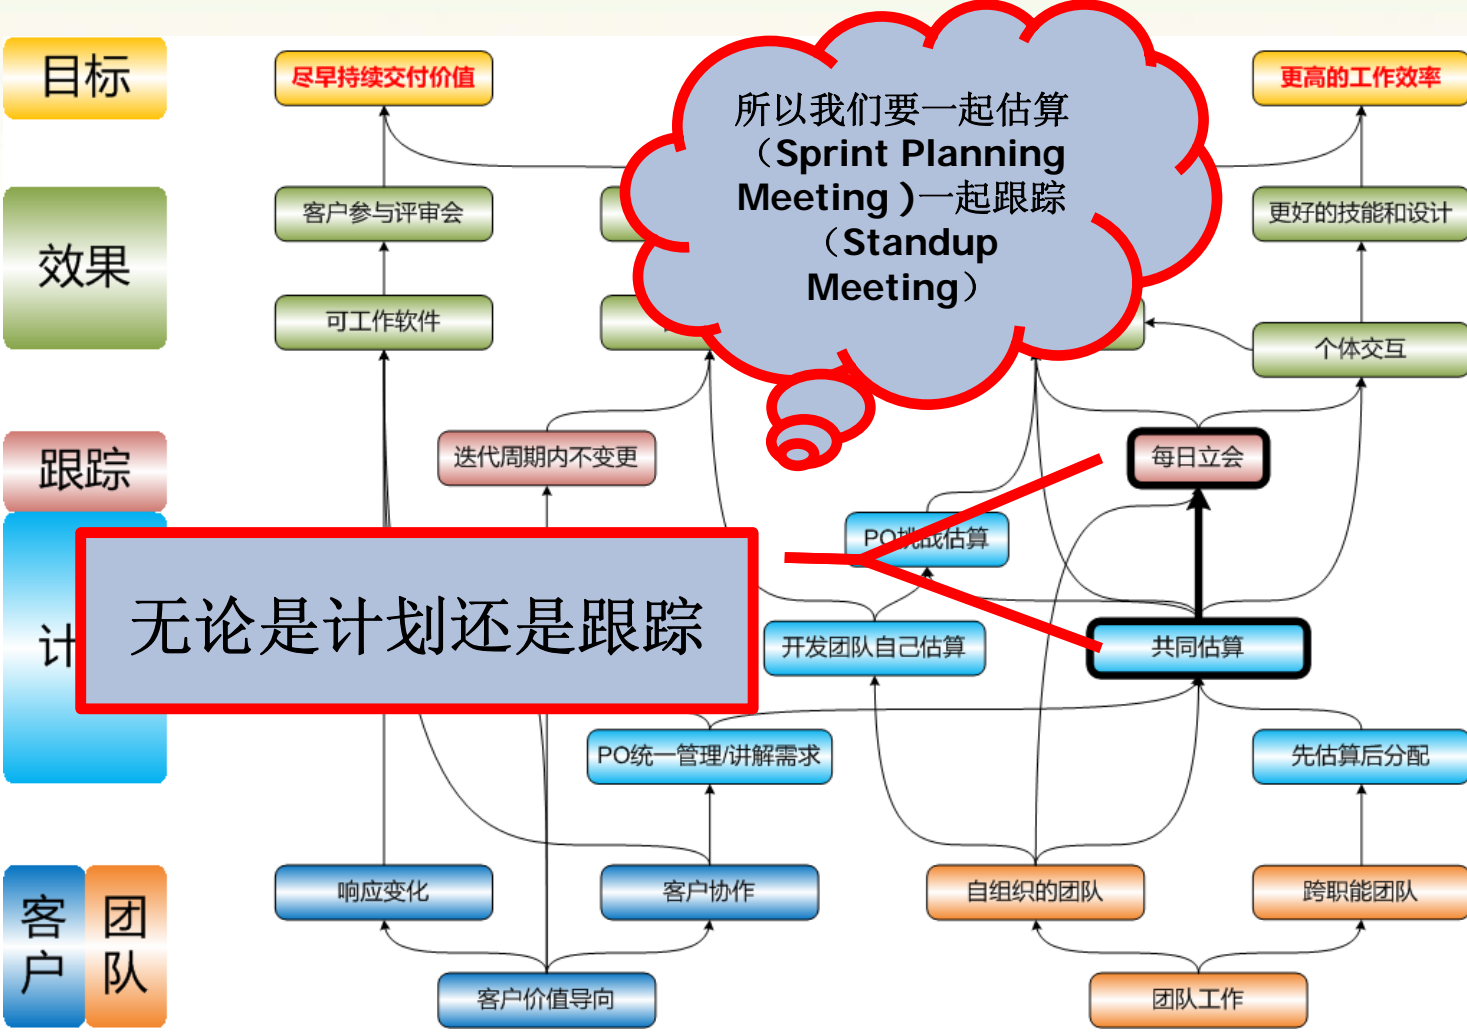 目标
尽早持续交付价值
更高的工作效率
所以我们要一起估算
（Sprint Planning
Meeting )一起跟踪
（Standup
Meeting）
效果
客户参与评审会
更好的技能和设计
可工作软件
个体交互
跟踪
迭代周期内不变更
每日立会
PO挑战估算
计
无论是计划还是跟踪
开发团队自己估算
共同估算
PO统一管理/讲解需求
先估算后分配
客户
团队
响应变化
客户协作
自组织的团队
跨职能团队
客户价值导向
团队工作